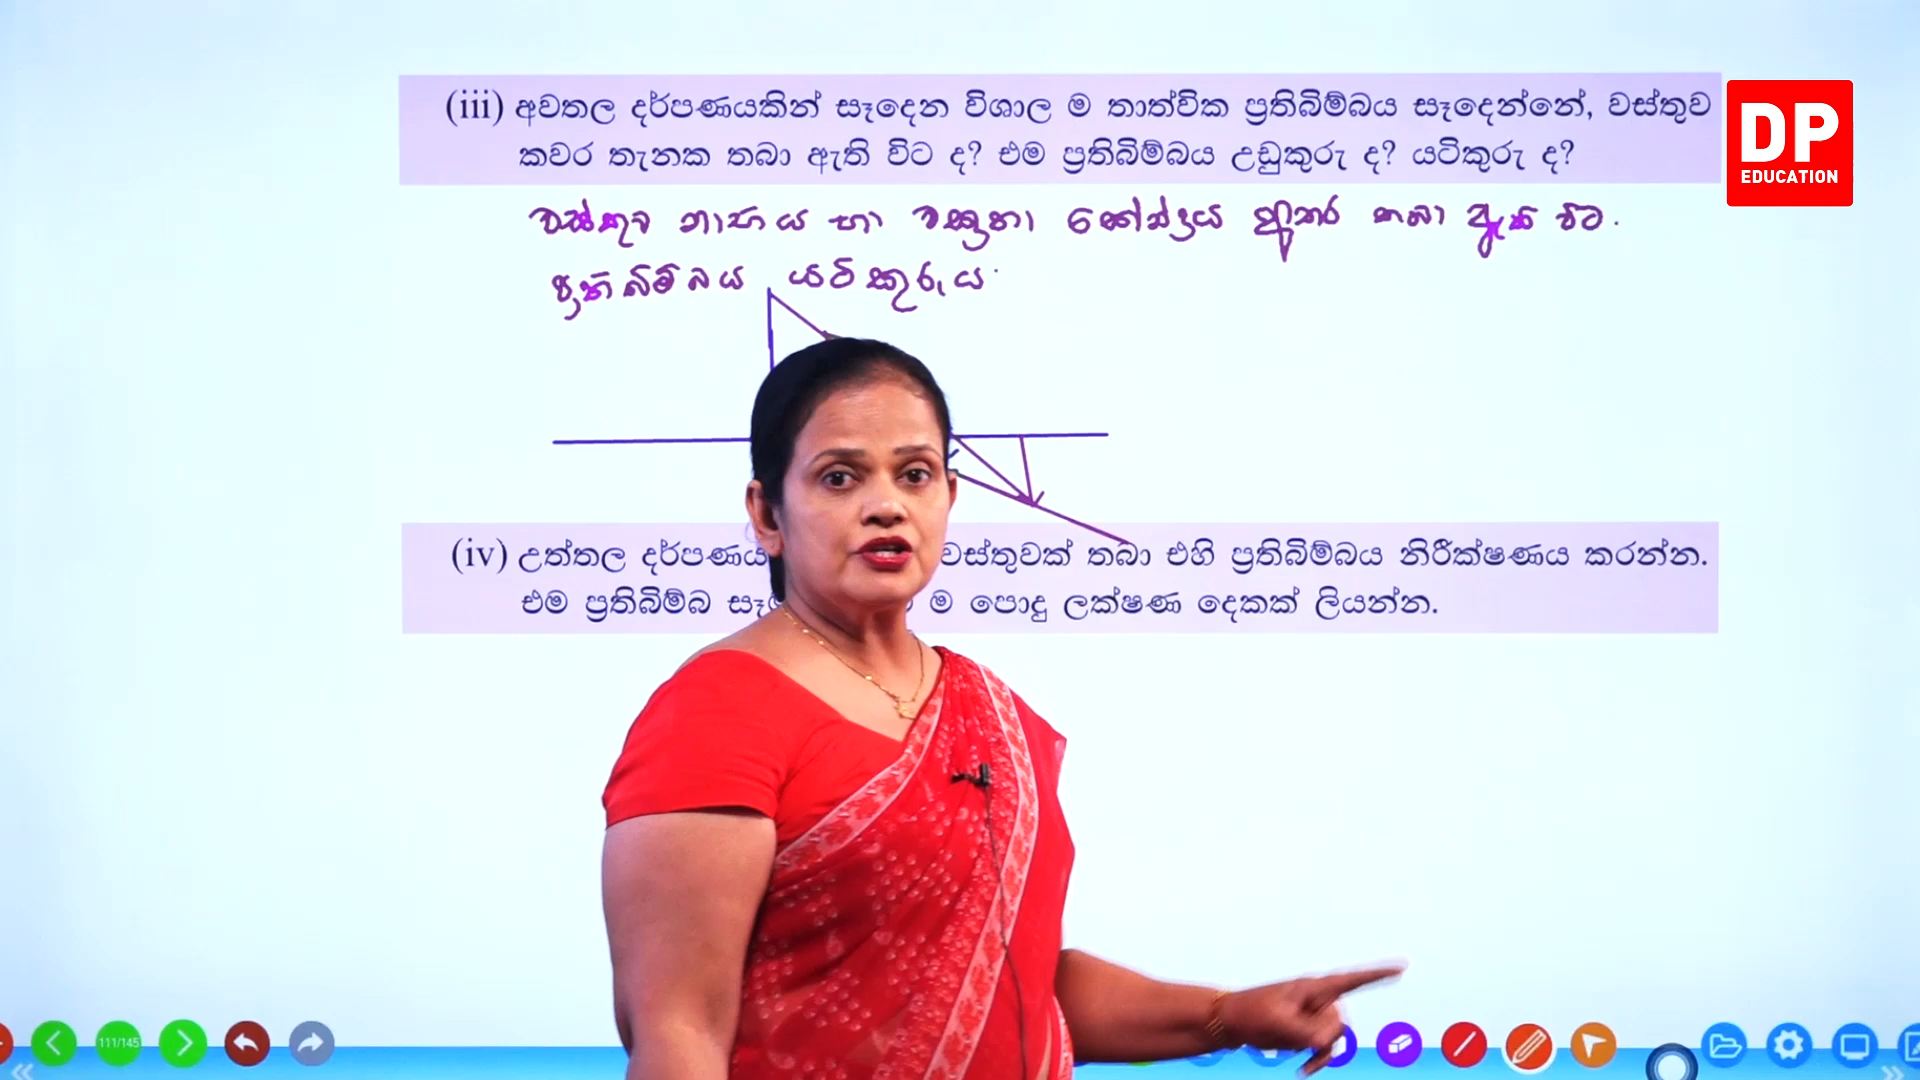 (iii) අවතල දර්පණයකින් සෑදෙන විශාල ම තාත්වික ප්‍රතිබිම්බය සෑදෙන්නේ, වස්තුව
කවර තැනක තබා ඇති විට ද? එම ප්‍රතිබිම්බය උඩුකුරු ද? යටිකුරු ද?
DP
EDUCATION
වස්තුව නාභිය හා වක්‍රතා කේන්ද්‍රය අතර තබා ඇති විට.
ප්‍රතිබිම්බය යටිකුරුය.
(iv) උත්තල දර්පණය වස්තුවක් තබා එහි ප්‍රතිබිම්බය නිරීක්ෂණය කරන්න.
එම ප්‍රතිබිම්බ ම පොදු ලක්ෂණ දෙකක් ලියන්න.
111/145